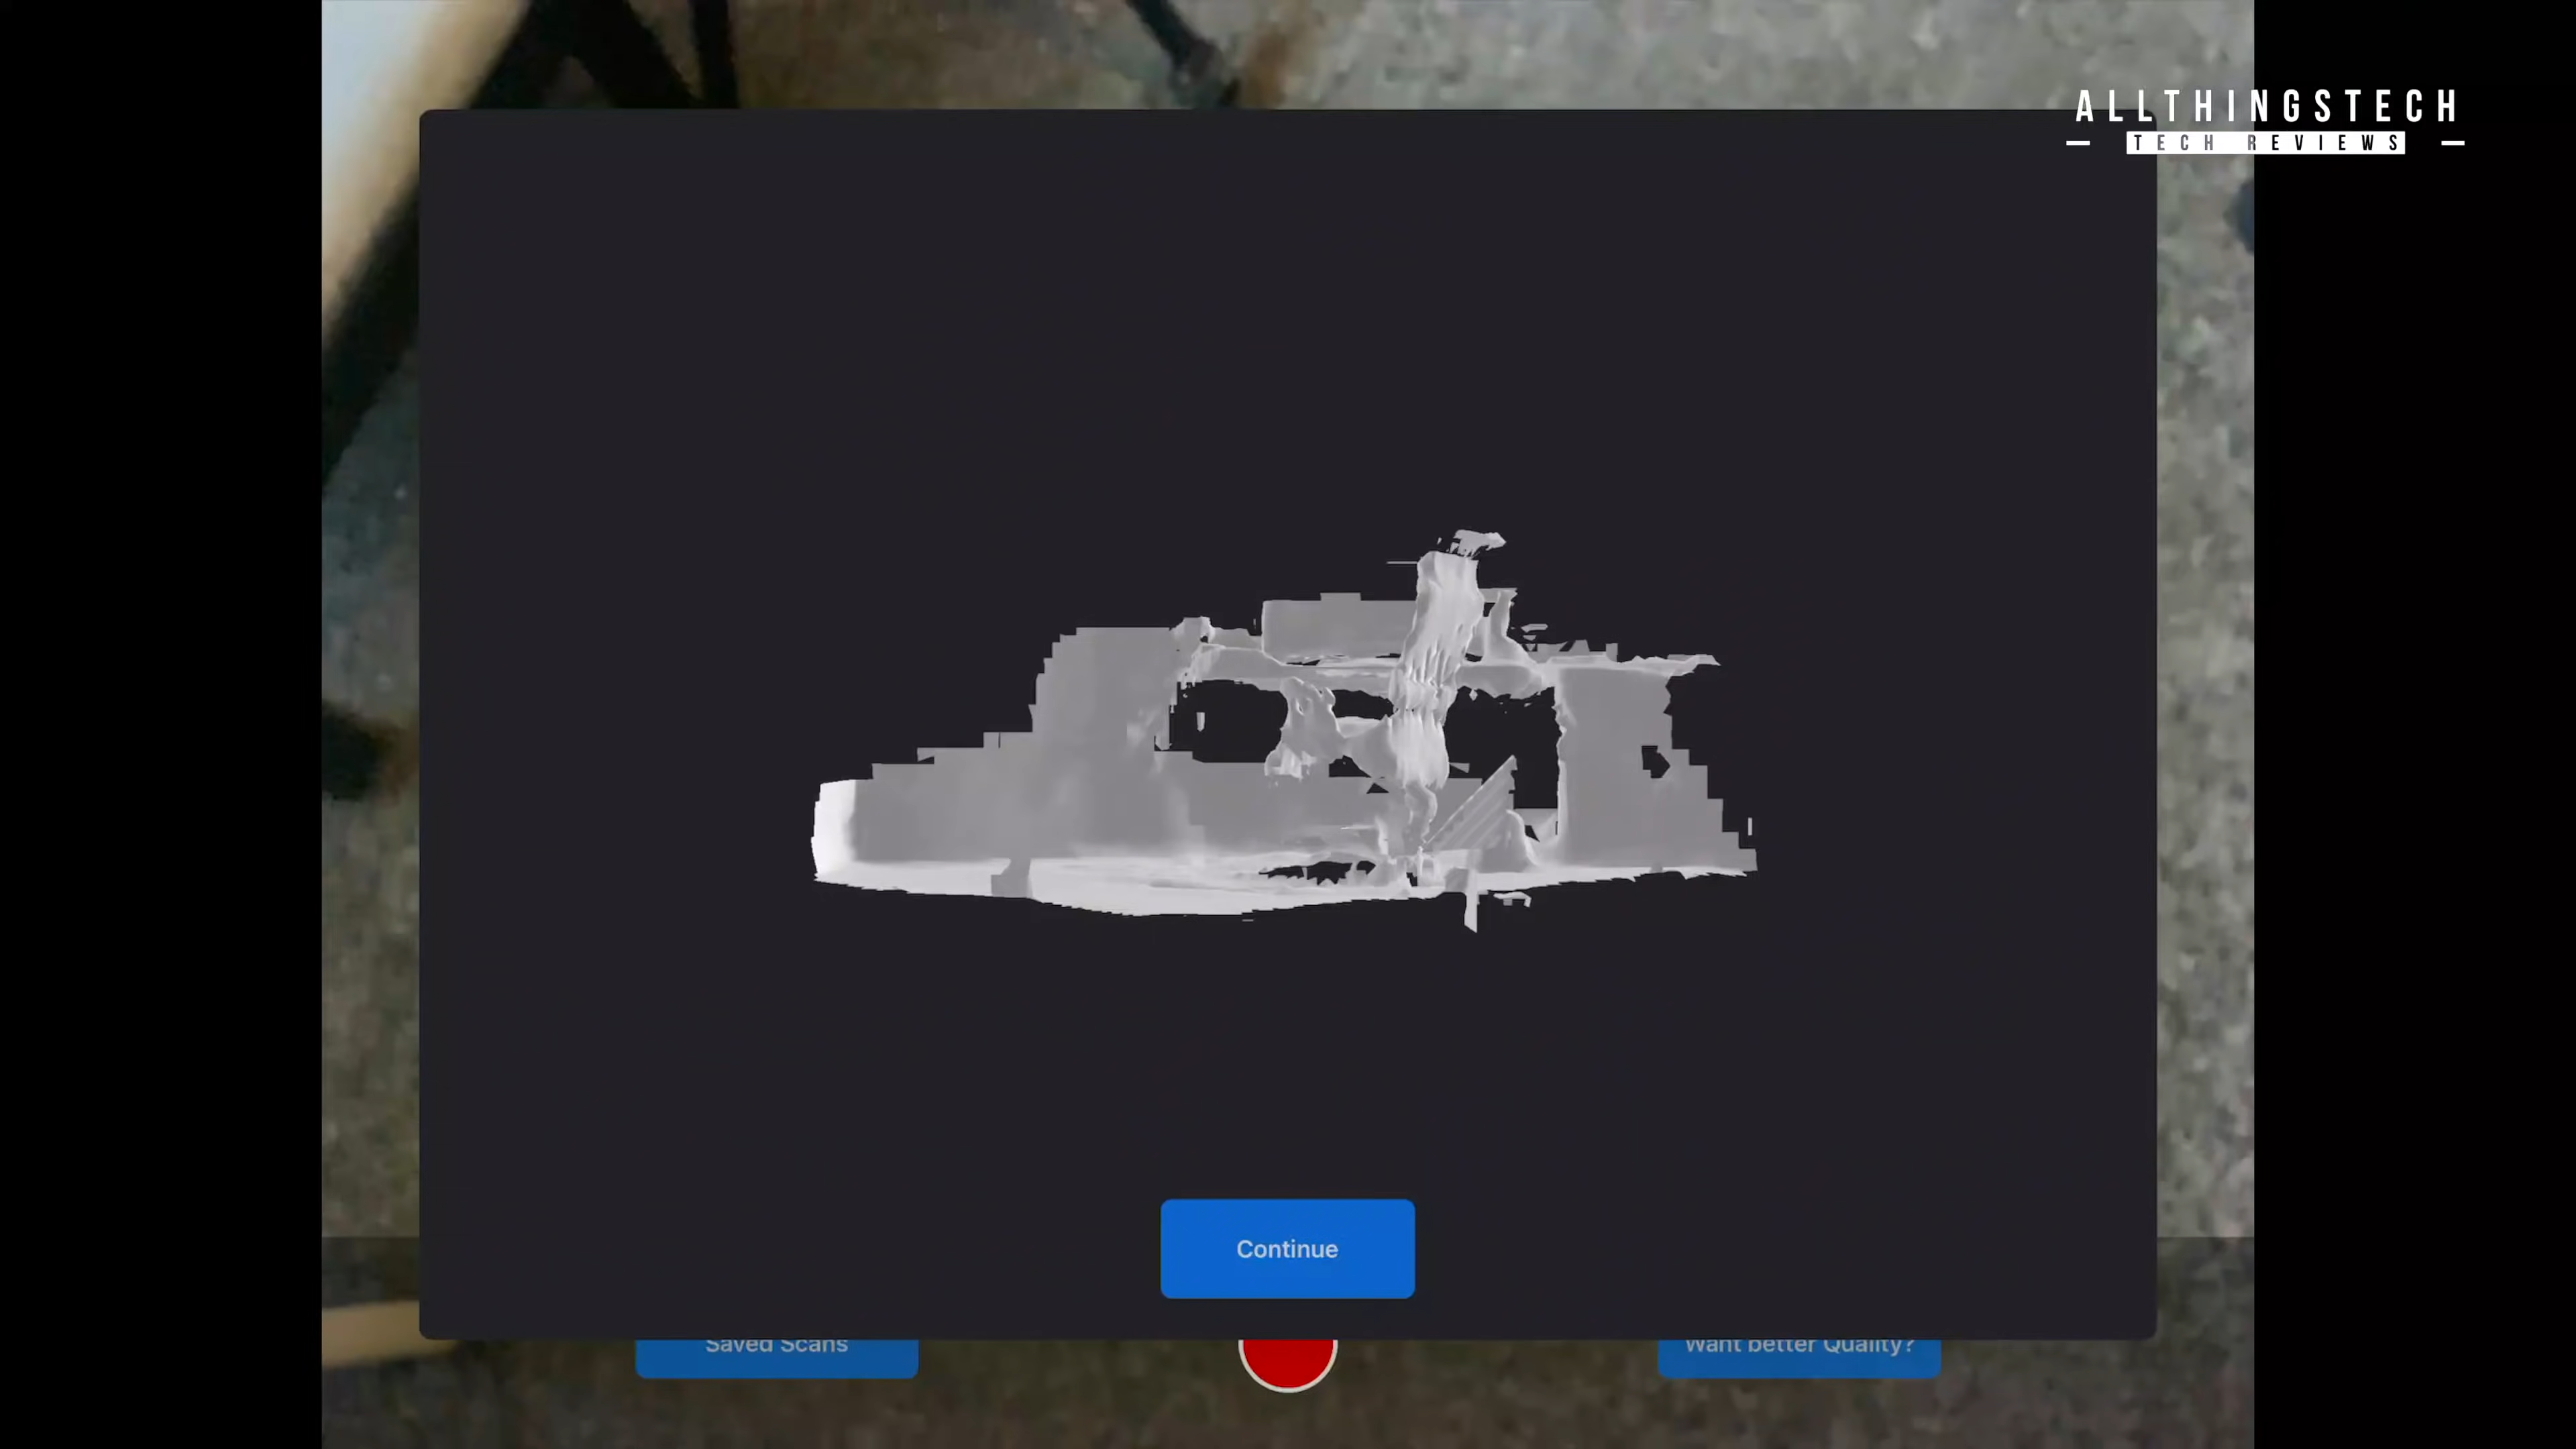 ALLTHINGSTECH
TECH REVIEWS
Continue
Saved Scans
Want better Quality?